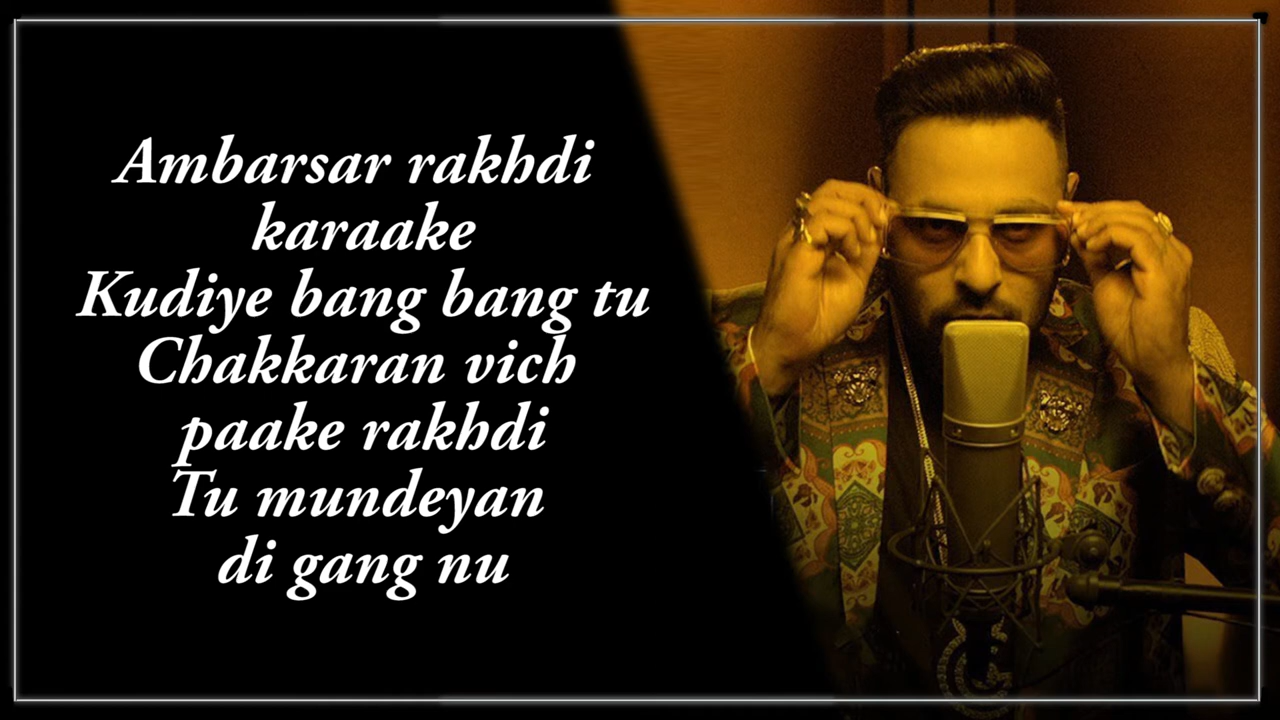 Ambarsar rakhdi
karaake
Kudiye bang bang tu
Chakkaran vich
paake rakhdi
Tu mundeyan
di gang nu